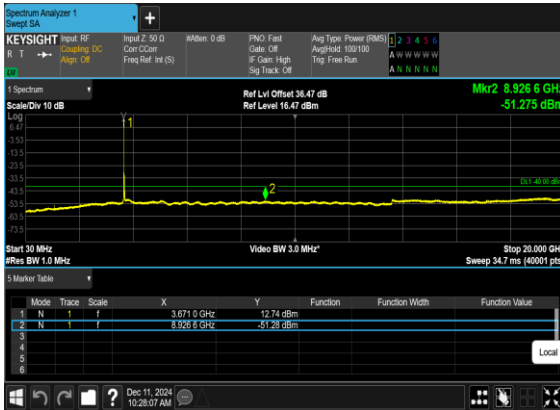 Spectrum Analyzer 1
Swept SA
KEYSIGHT Input: RF Input Z: 50 Ω #Atten: 0 dB PNO: Fast Avg Type: Power (RMS) 1 2 3 4 5 6
R T Coupling: DC Corr CCorr Gate: Off Avg|Hold: 100/100 A W W W W W
Align: Off Freq Ref: Int (S) IF Gain: High Trig: Free Run
Sig Track: Off A N N N N N
1 Spectrum
Ref Lvl Offset 36.47 dB Mkr2 8.926 6 GHz
Scale/Div 10 dB Ref Level 16.47 dBm -51.275 dBm
Log
1
6.47
-3.53
-13.5
-23.5
-33.5
DL1 -40.00 dBm
-43.5
2
-53.5
-63.5
-73.5
Start 30 MHz Video BW 3.0 MHz* Stop 20.000 GHz
#Res BW 1.0 MHz Sweep 34.7 ms (40001 pts)
5 Marker Table
Mode Trace Scale X Y Function Function Width Function Value
1 N 1 f 3.671 0 GHz 12.74 dBm
2 N 1 f 8.926 6 GHz -51.28 dBm
3
4
5
6
Local
? Dec 11, 2024
10:28:07 AM